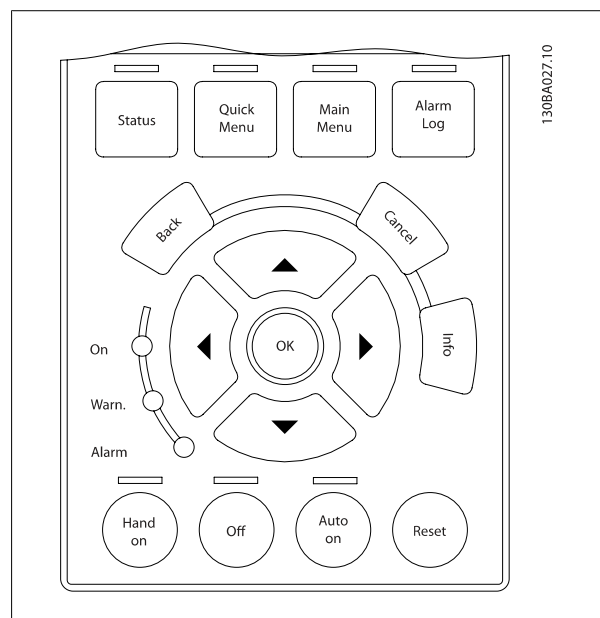 130BA027.10
Status
Quick
Menu
Main
Menu
Alarm
Log
Back
Cancel
Info
OK
On
Warn.
Alarm
Hand
on
Off
Auto
on
Reset